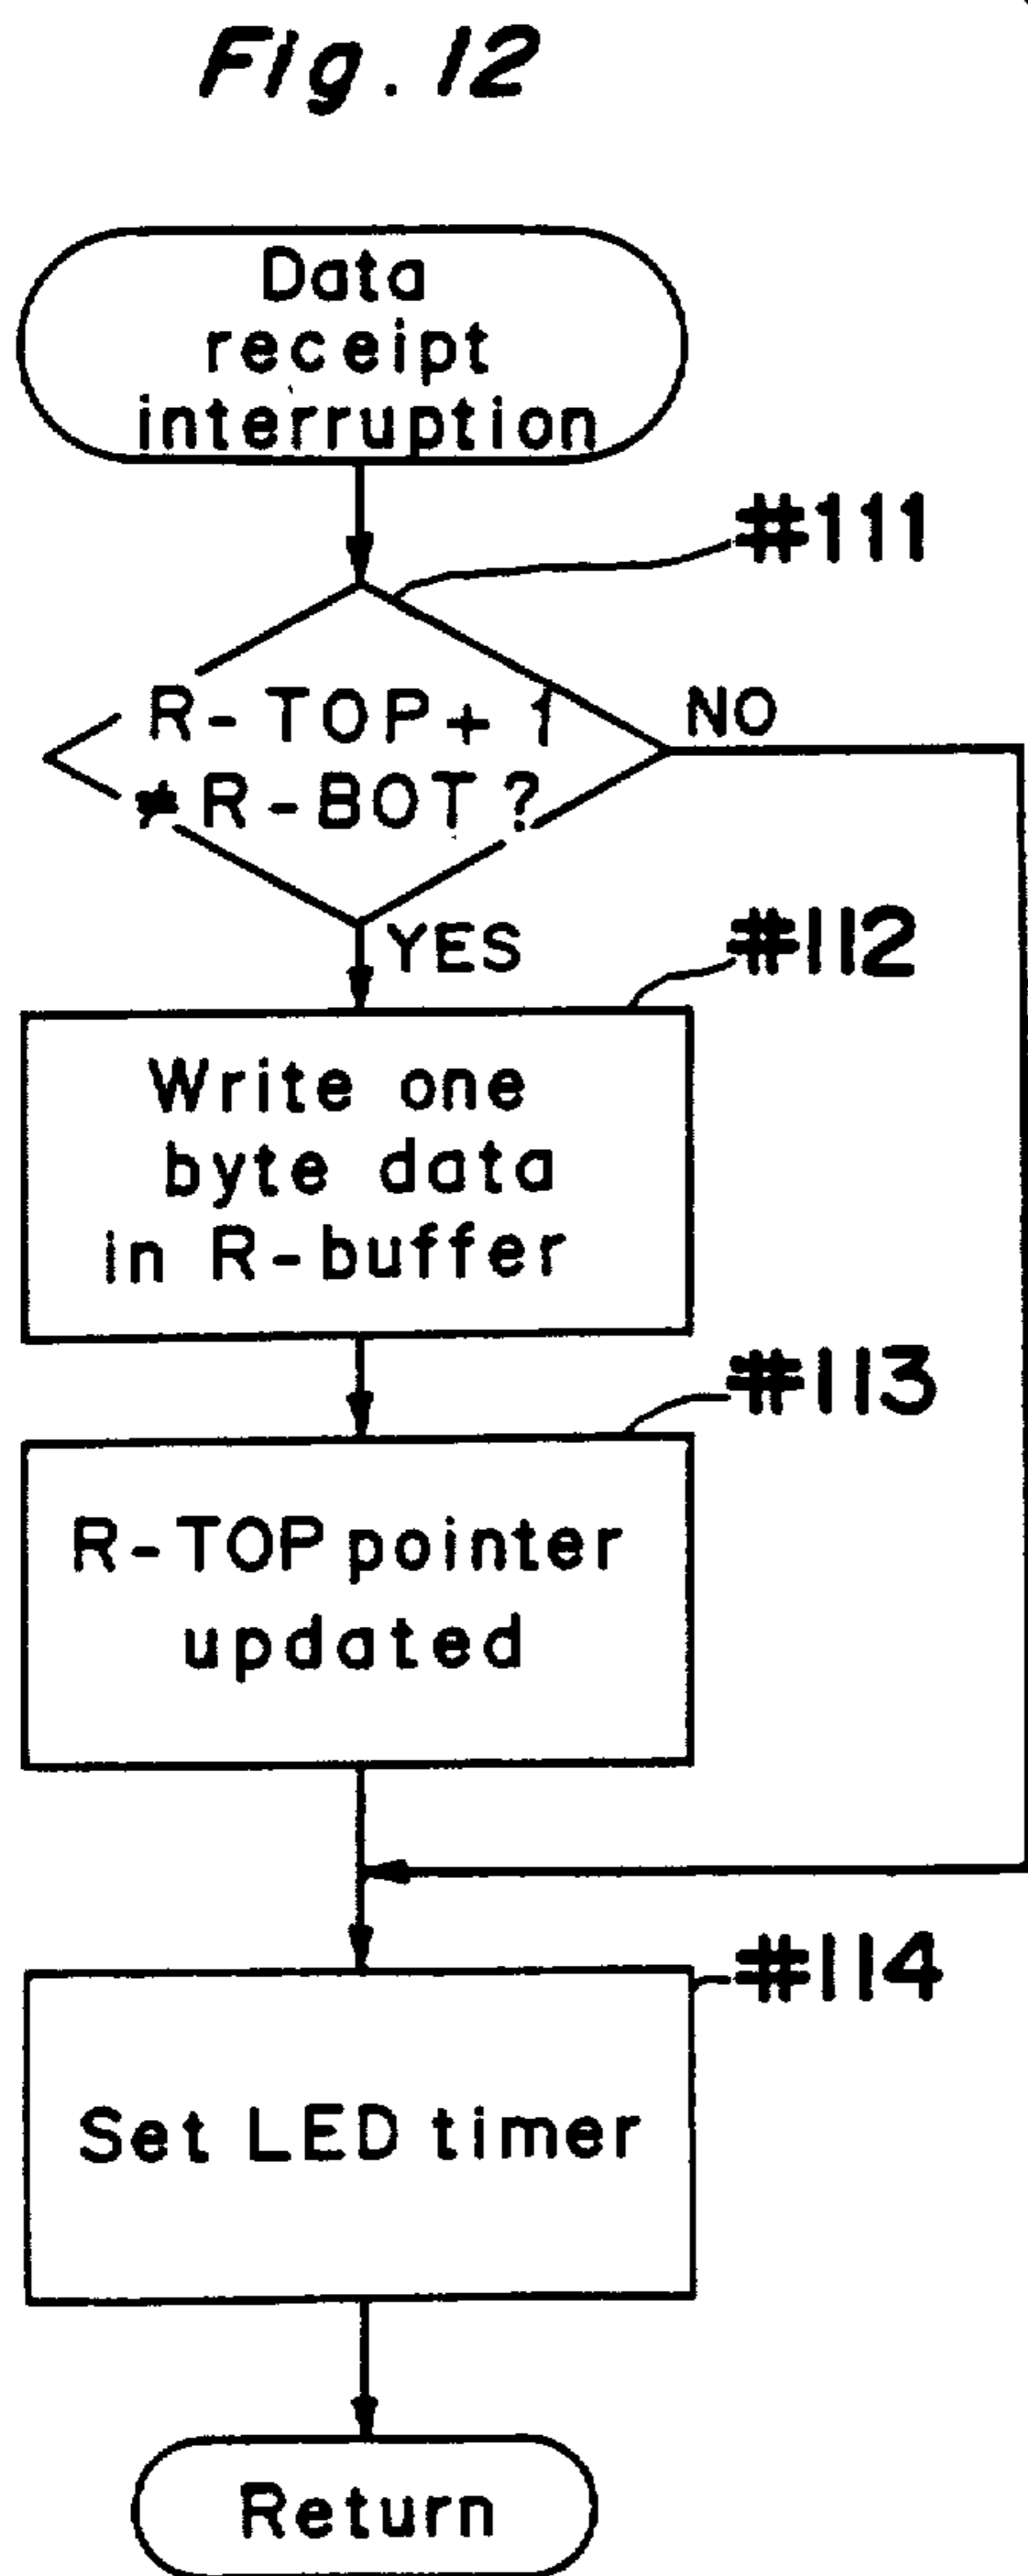 Fig. 12
Data
receipt
interruption
#111
R-TOP+1
≠R-BOT?
NO
YES
#112
Write one
byte data
in R-buffer
#113
R-TOP pointer
updated
#114
Set LED timer
Return